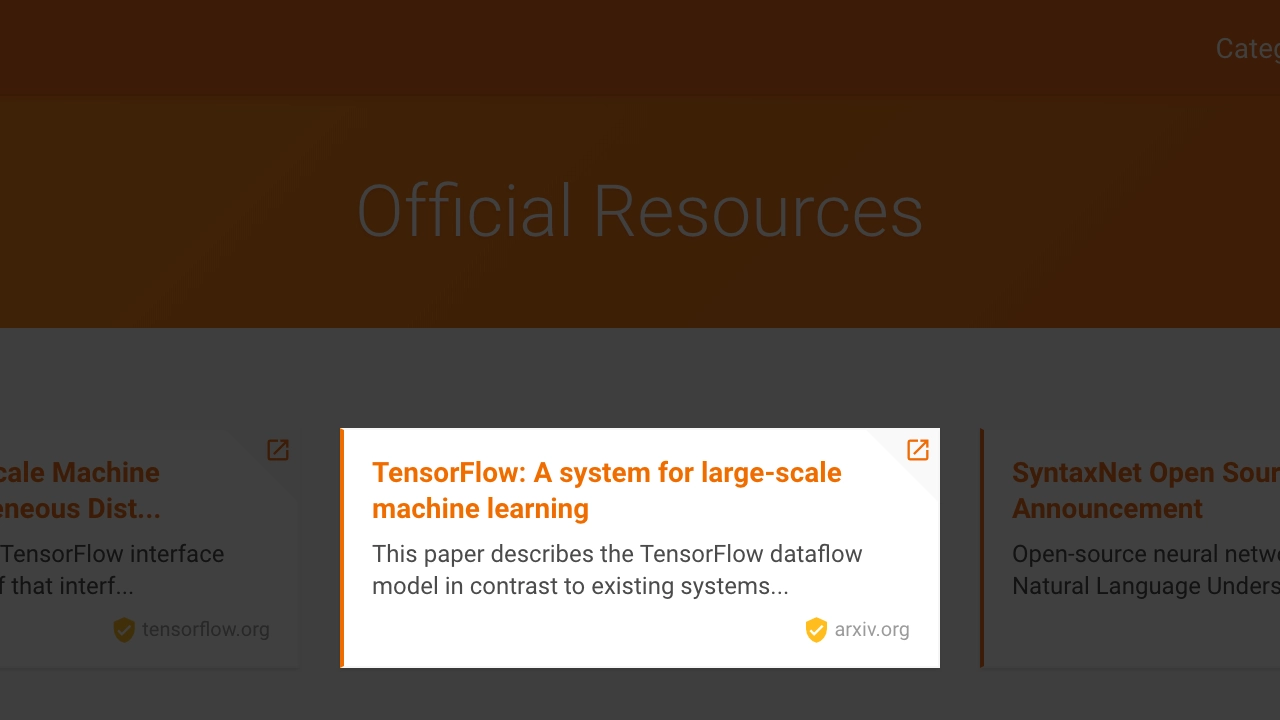 Official Resources
cale Machine
eneous Dist...
TensorFlow interface
f that interf...
tensorflow.org
TensorFlow: A system for large-scale
machine learning
This paper describes the TensorFlow dataflow
model in contrast to existing systems...
arxiv.org
SyntaxNet Open Sour
Announcement
Open-source neural netw
Natural Language Unders